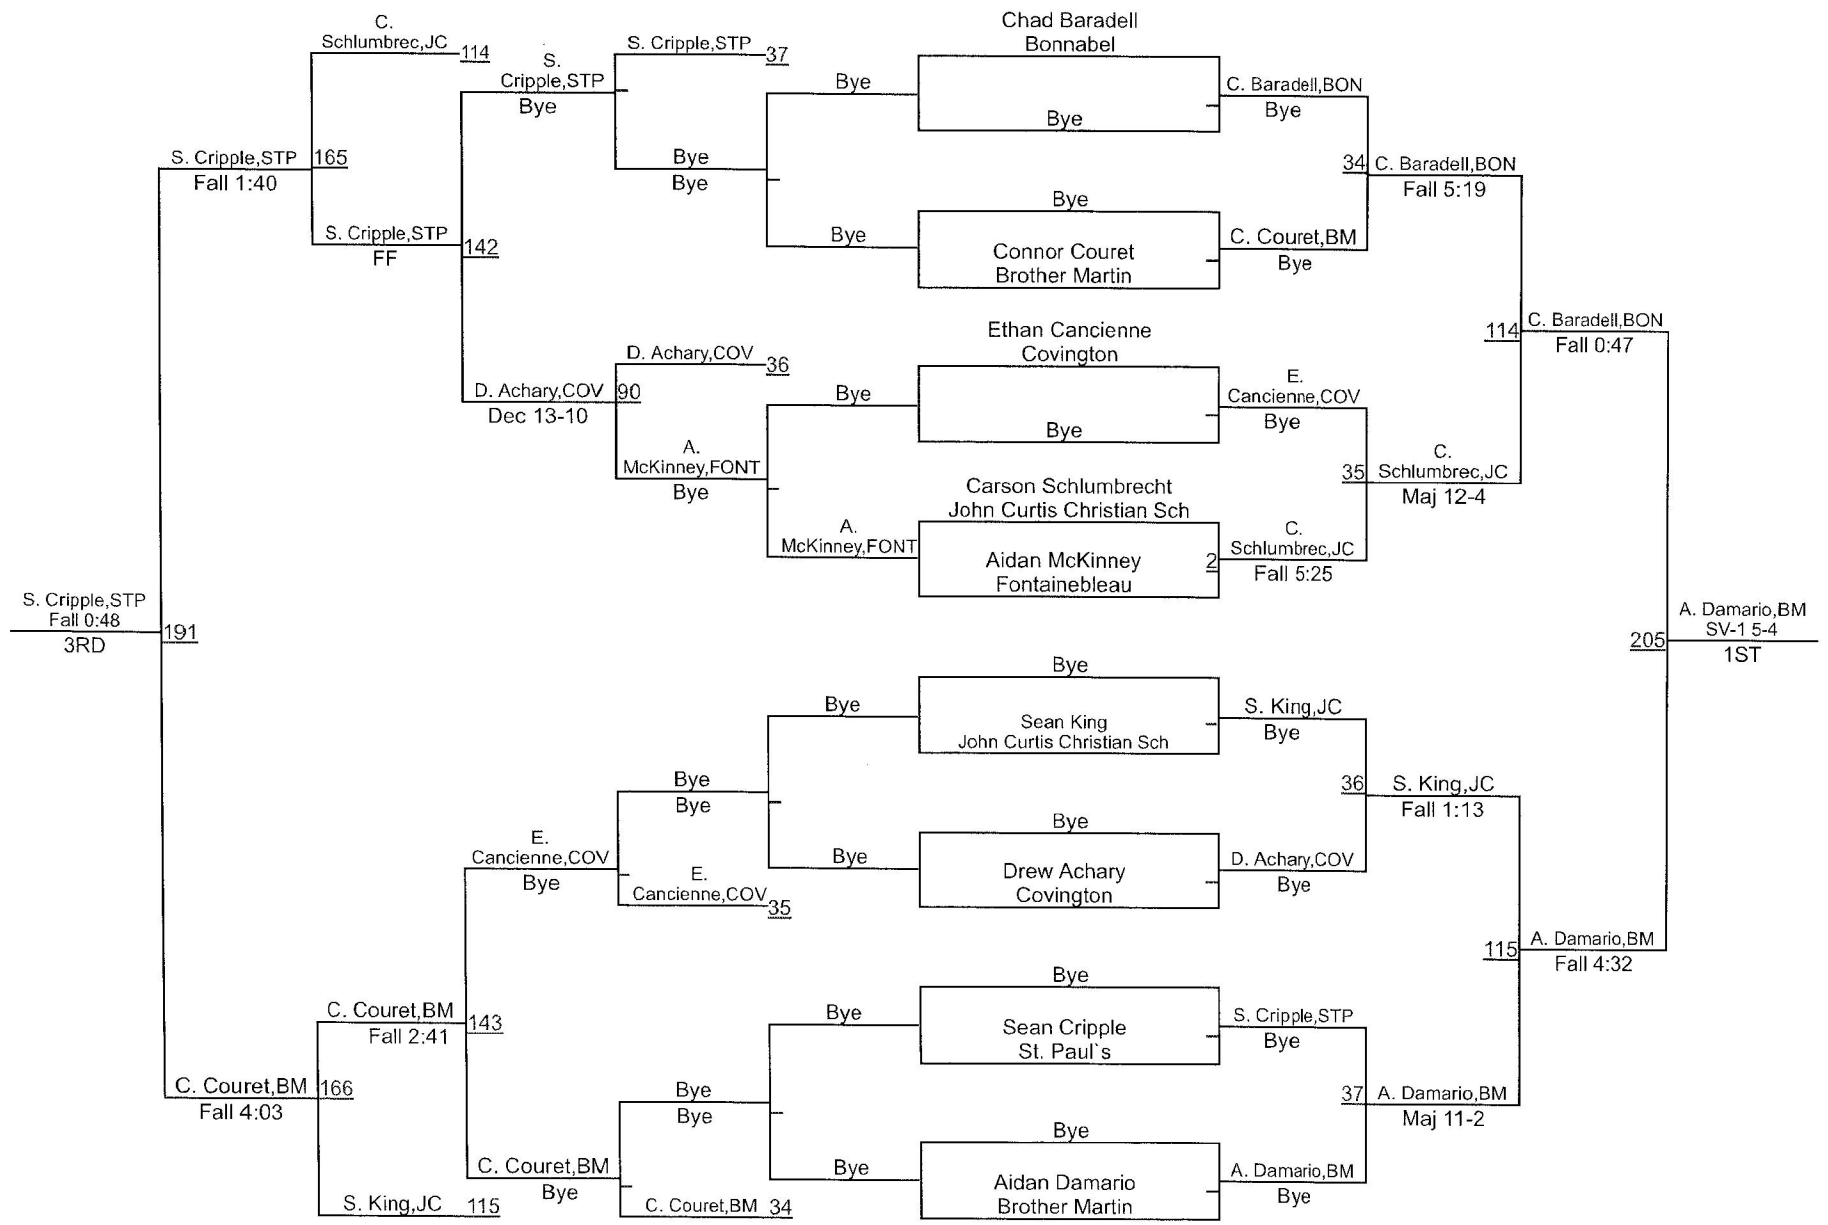 C.
Schlumbrec,JC
114
S. Cripple,STP
Fall 1:40
165
S. Cripple,STP
FF
142
S.
Cripple,STP
Bye
S. Cripple,STP
37
Bye
Bye
Bye
Bye
D. Achary,COV
Dec 13-10
90
D. Achary,COV
36
A.
McKinney,FONT
Bye
Bye
A.
McKinney,FONT
S. Cripple,STP
Fall 0:48
3RD
191
C. Couret,BM
Fall 4:03
166
C. Couret,BM
Fall 2:41
143
S. King,JC
115
E.
Cancienne,COV
Bye
Bye
Bye
E.
Cancienne,COV
35
Bye
Bye
C. Couret,BM
Bye
Bye
Bye
C. Couret,BM
34
Bye
Bye
Chad Baradell
Bonnabel
Bye
Bye
Connor Couret
Brother Martin
Ethan Cancienne
Covington
Bye
Carson Schlumbrecht
John Curtis Christian Sch
Aidan McKinney
Fontainebleau
2
Bye
Sean King
John Curtis Christian Sch
Bye
Drew Achary
Covington
Bye
Sean Cripple
St. Paul`s
Bye
Aidan Damario
Brother Martin
C. Baradell,BON
Bye
C. Couret,BM
Bye
34
C. Baradell,BON
Fall 5:19
E.
Cancienne,COV
Bye
C.
Schlumbrec,JC
Fall 5:25
35
C.
Schlumbrec,JC
Maj 12-4
114
C. Baradell,BON
Fall 0:47
S. King,JC
Bye
D. Achary,COV
Bye
36
S. King,JC
Fall 1:13
S. Cripple,STP
Bye
A. Damario,BM
Bye
37
A. Damario,BM
Maj 11-2
115
A. Damario,BM
Fall 4:32
205
A. Damario,BM
SV-1 5-4
1ST